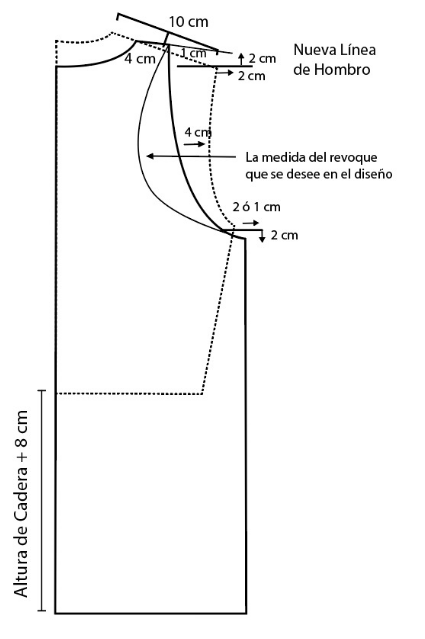 10 cm
4 cm
1 cm
2 cm
2 cm
Nueva Línea
de Hombro
4 cm
La medida del revoque
que se desee en el diseño
2 ó 1 cm
2 cm
Altura de Cadera + 8 cm